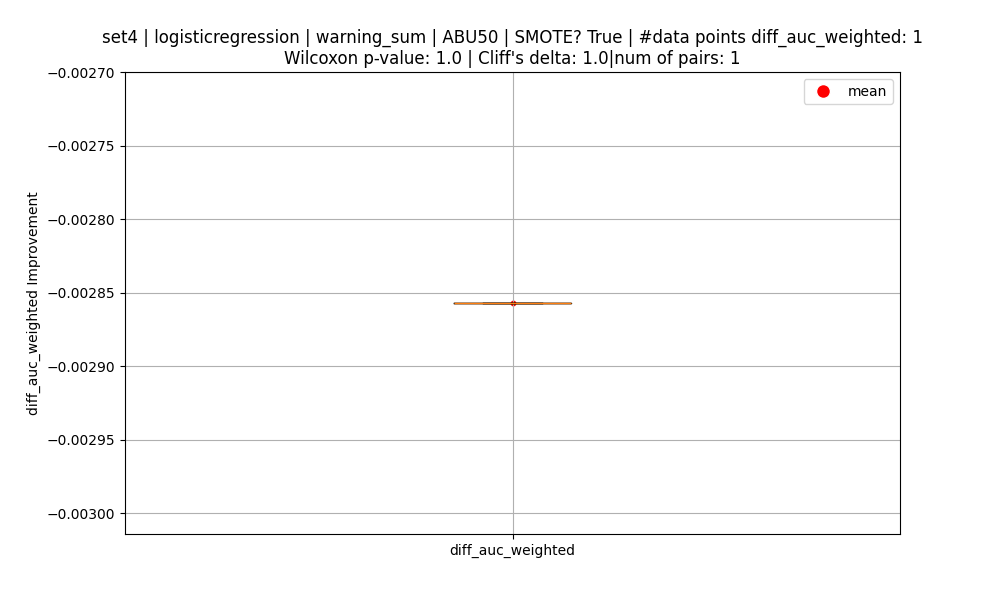 set4 | logisticregression | warning_sum | ABU50 | SMOTE? True | #data points diff_auc_weighted: 1
Wilcoxon p-value: 1.0 | Cliff's delta: 1.0|num of pairs: 1
mean
diff_auc_weighted Improvement
−0.00270
−0.00275
−0.00280
−0.00285
−0.00290
−0.00295
−0.00300
diff_auc_weighted